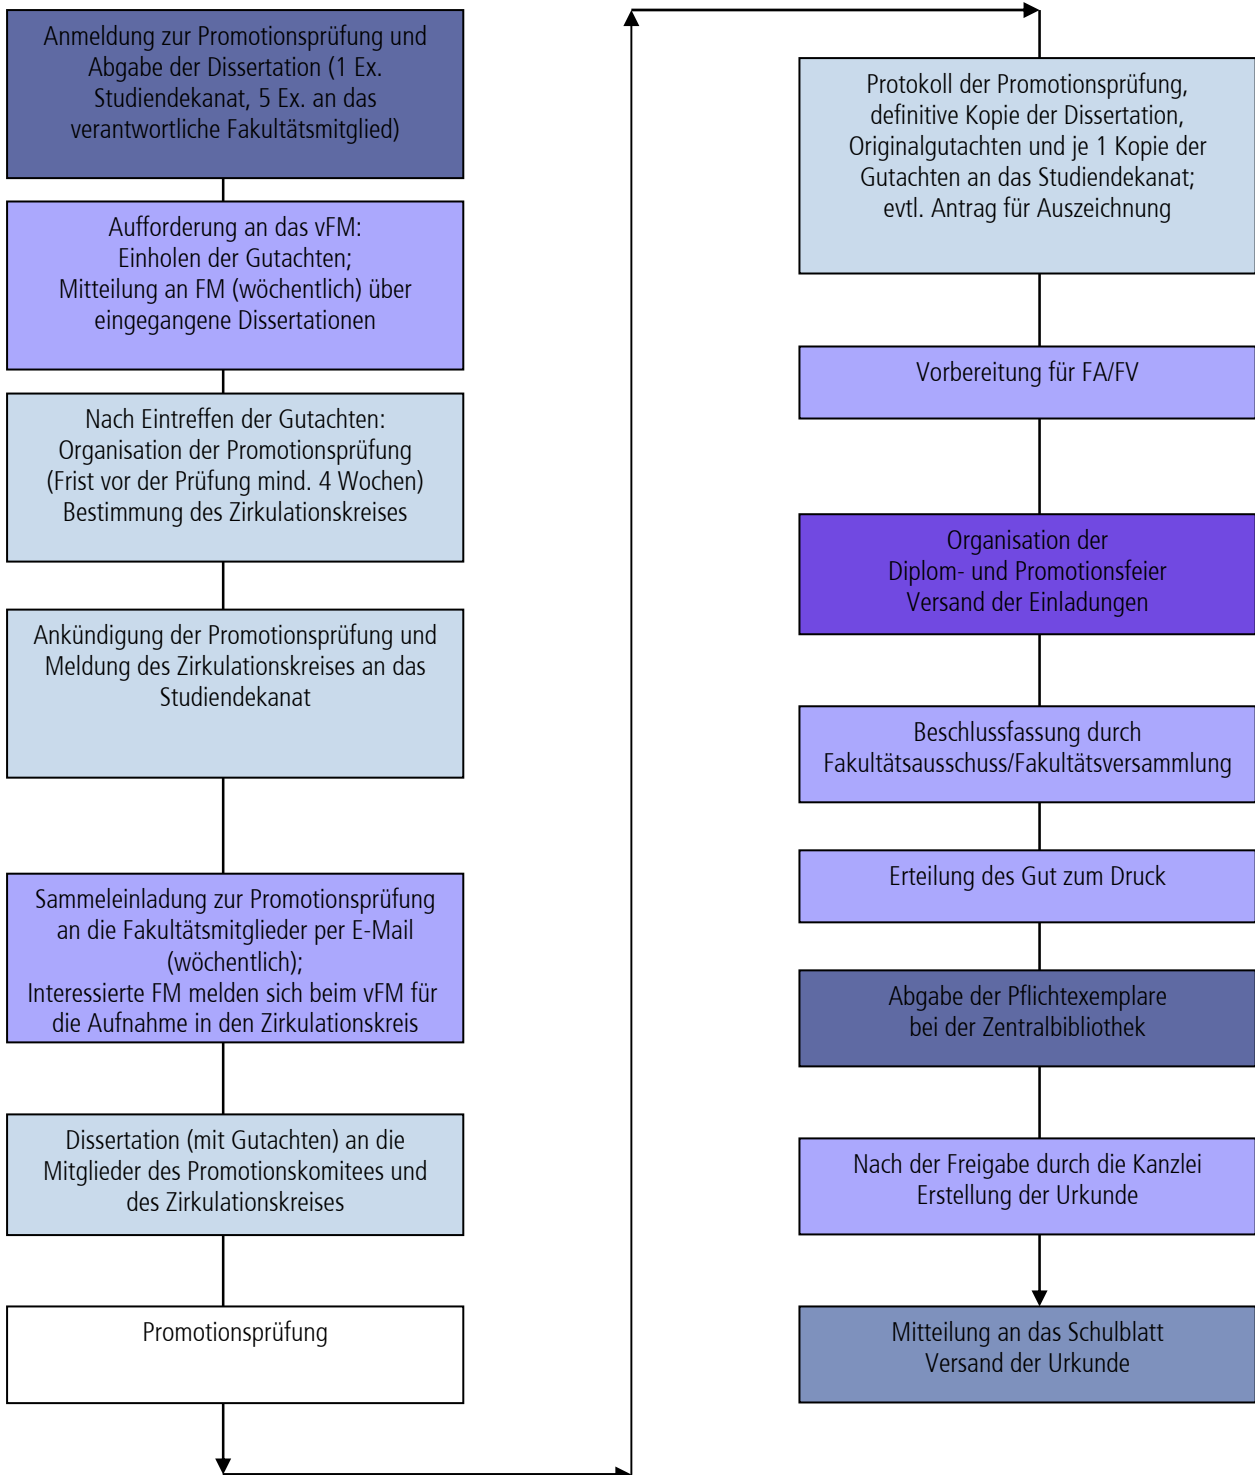 Anmeldung zur Promotionsprüfung und
Abgabe der Dissertation (1 Ex.
Studiendekanat, 5 Ex. an das
verantwortliche Fakultätsmitglied)
Aufforderung an das vFM:
Einholen der Gutachten;
Mitteilung an FM (wöchentlich) über
eingegangene Dissertationen
Nach Eintreffen der Gutachten:
Organisation der Promotionsprüfung
(Frist vor der Prüfung mind. 4 Wochen)
Bestimmung des Zirkulationskreises
Ankündigung der Promotionsprüfung und
Meldung des Zirkulationskreises an das
Studiendekanat
Sammeleinladung zur Promotionsprüfung
an die Fakultätsmitglieder per E-Mail
(wöchentlich);
Interessierte FM melden sich beim vFM für
die Aufnahme in den Zirkulationskreis
Dissertation (mit Gutachten) an die
Mitglieder des Promotionskomitees und
des Zirkulationskreises
Promotionsprüfung
Protokoll der Promotionsprüfung,
definitive Kopie der Dissertation,
Originalgutachten und je 1 Kopie der
Gutachten an das Studiendekanat;
evtl. Antrag für Auszeichnung
Vorbereitung für FA/FV
Organisation der
Diplom- und Promotionsfeier
Versand der Einladungen
Beschlussfassung durch
Fakultätsausschuss/Fakultätsversammlung
Erteilung des Gut zum Druck
Abgabe der Pflichtexemplare
bei der Zentralbibliothek
Nach der Freigabe durch die Kanzlei
Erstellung der Urkunde
Mitteilung an das Schulblatt
Versand der Urkunde